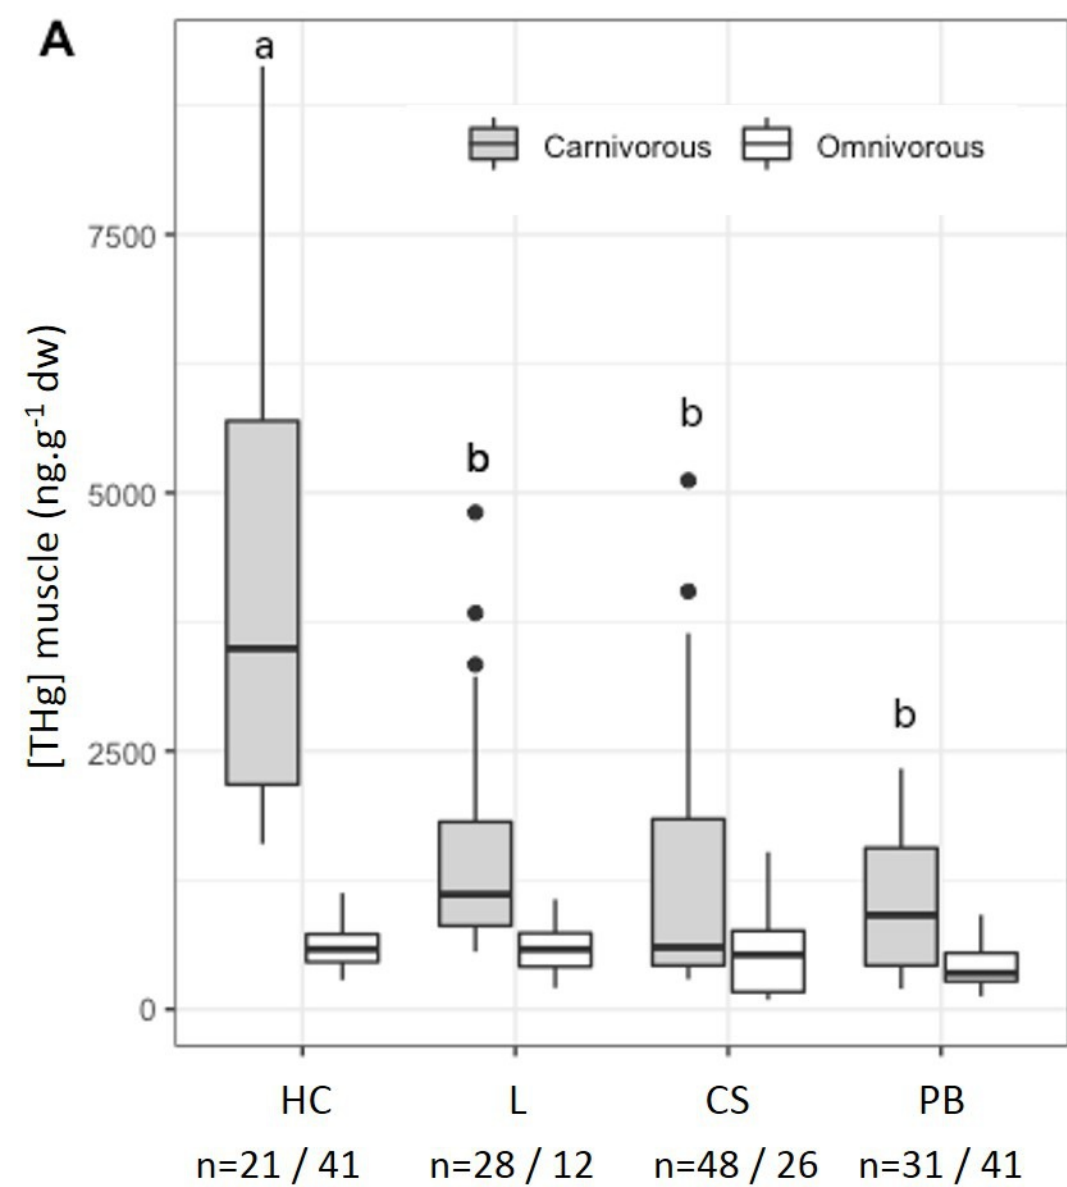 A
a
Carnivorous Omnivorous
7500
b
b
5000
b
2500
0
[THg] muscle (ng.g⁻¹ dw)
HC L CS PB
n=21 / 41 n=28 / 12 n=48 / 26 n=31 / 41